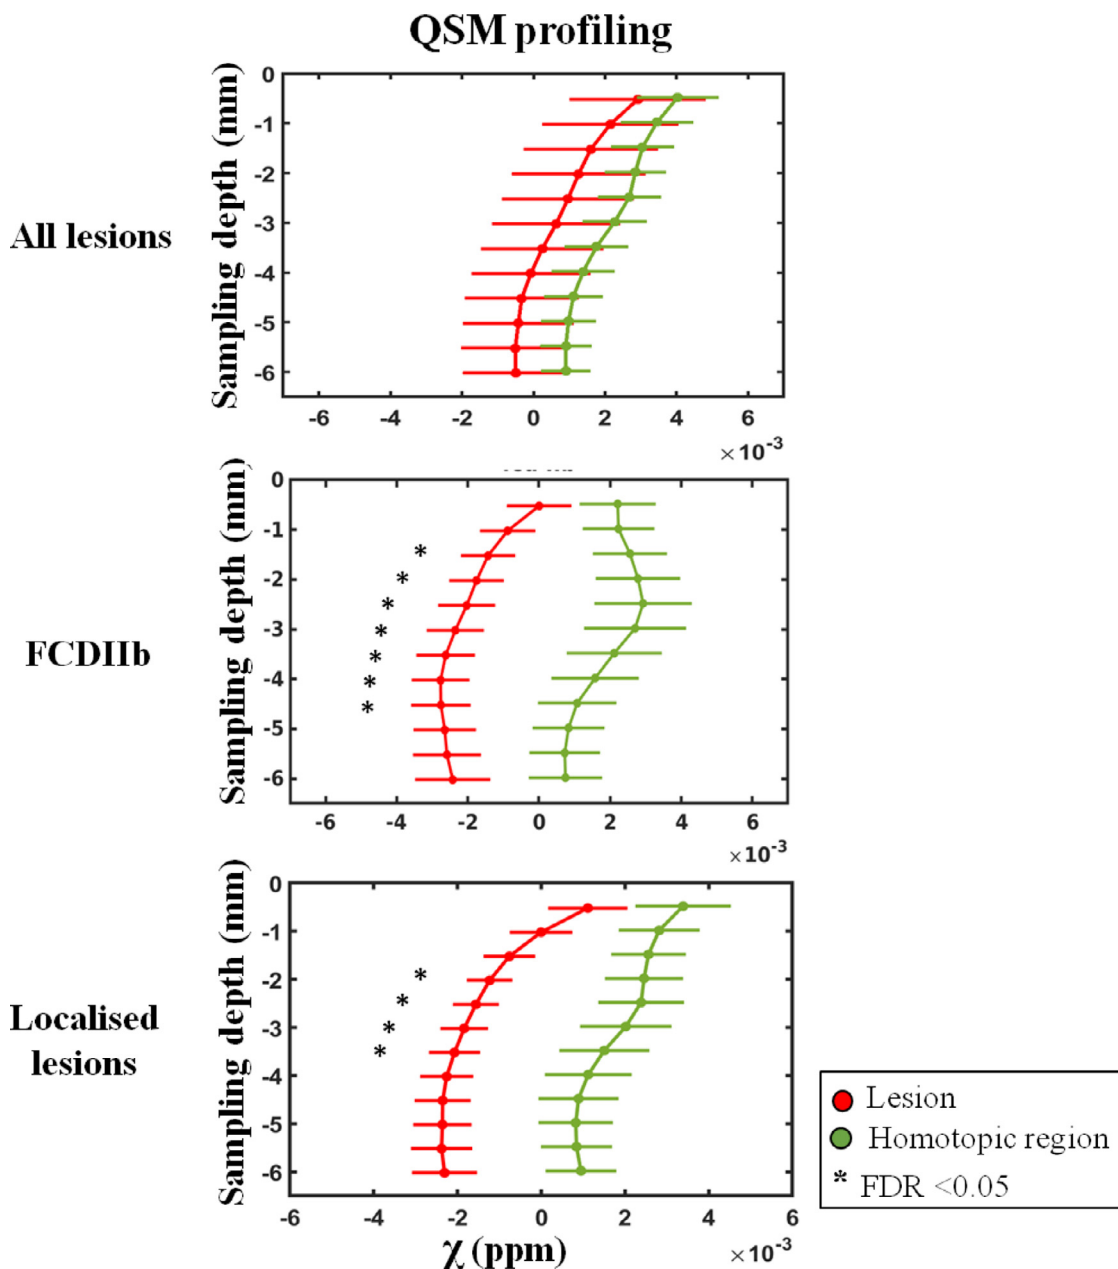 QSM profiling
All lesions
Sampling depth (mm)
0
-1
-2
-3
-4
-5
-6
-6 -4 -2 0 2 4 6
×10-3
FCDIIb
Sampling depth (mm)
0
-1
-2
-3
-4
-5
-6
*
*
*
*
*
*
*
-6 -4 -2 0 2 4 6
×10-3
Localised
lesions
Sampling depth (mm)
0
-1
-2
-3
-4
-5
-6
*
*
*
*
-6 -4 -2 0 2 4 6
χ (ppm)
×10-3
Lesion
Homotopic region
* FDR <0.05